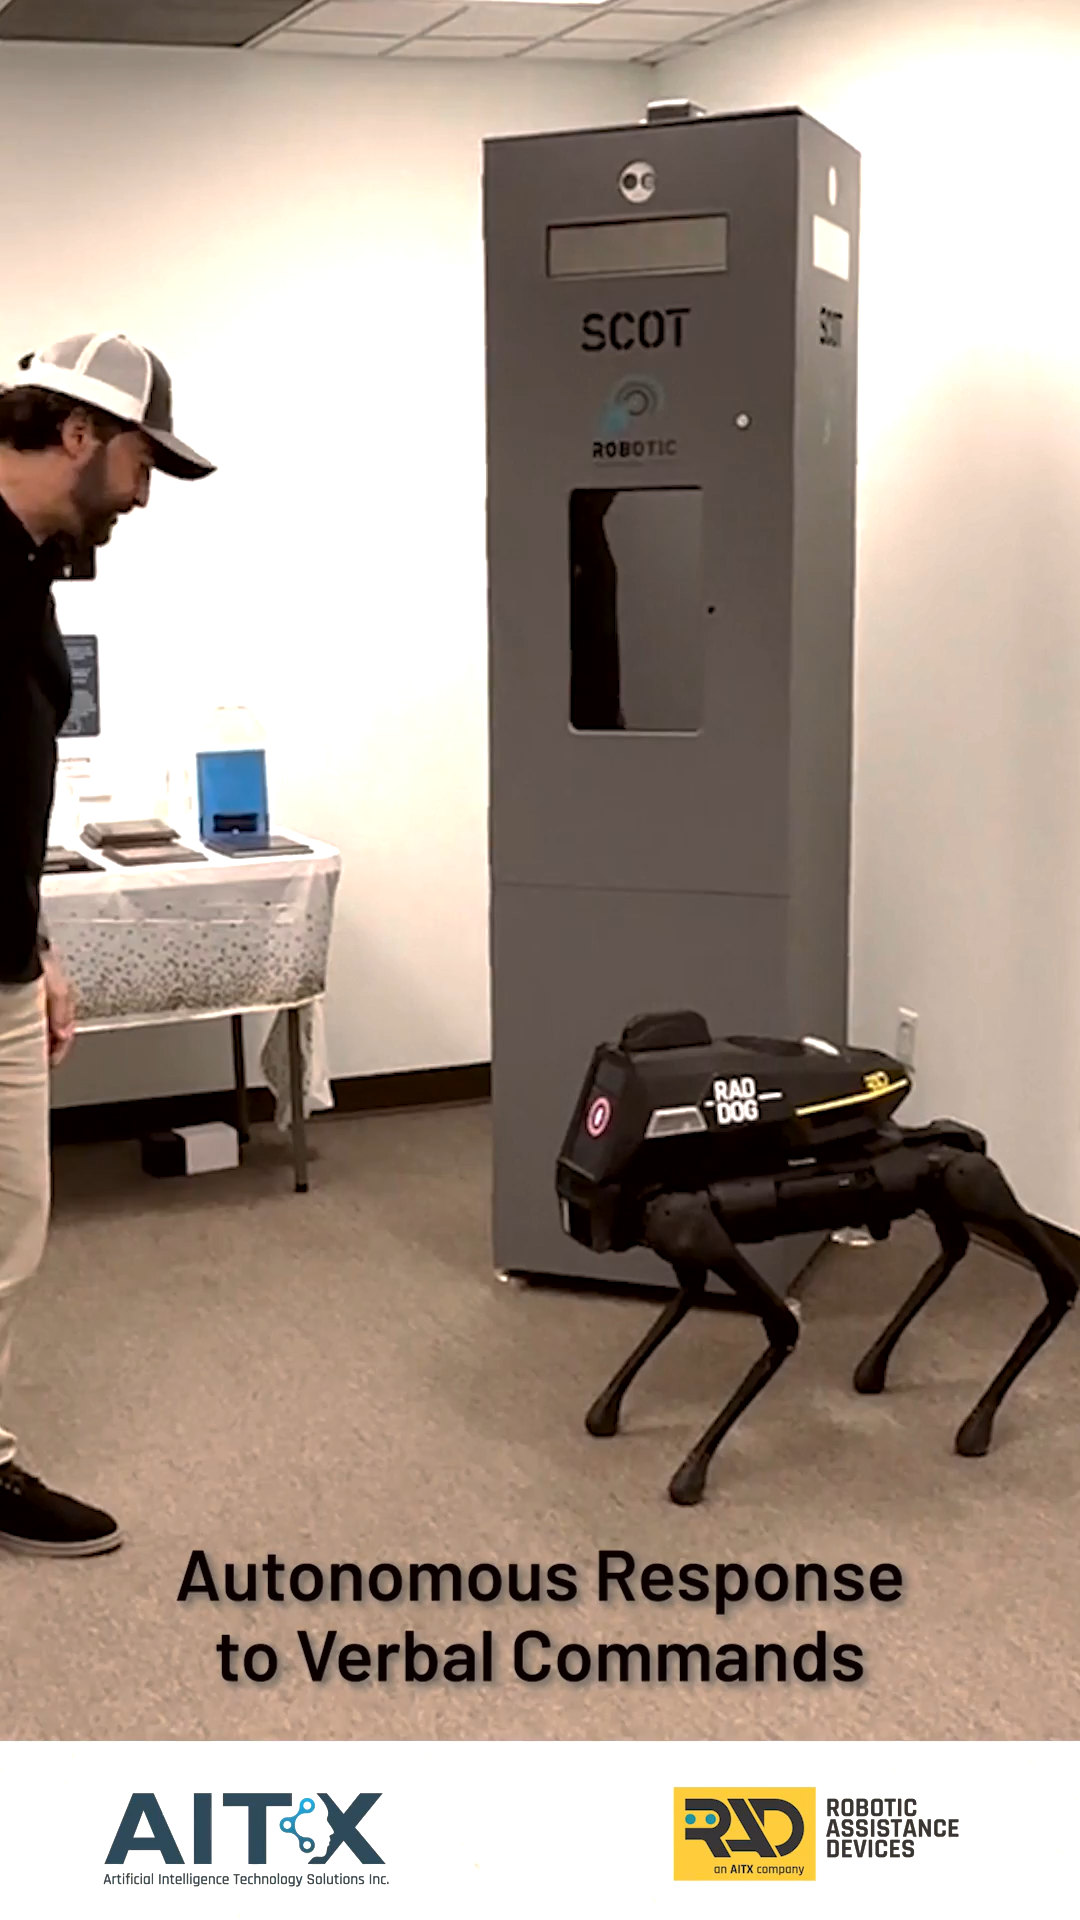 SCOT
SCOT
ROBOTIC
RAD
DOG
RAD
Autonomous Response
to Verbal Commands
AITX
Artificial Intelligence Technology Solutions Inc.
RAD
an AITX company
ROBOTIC
ASSISTANCE
DEVICES